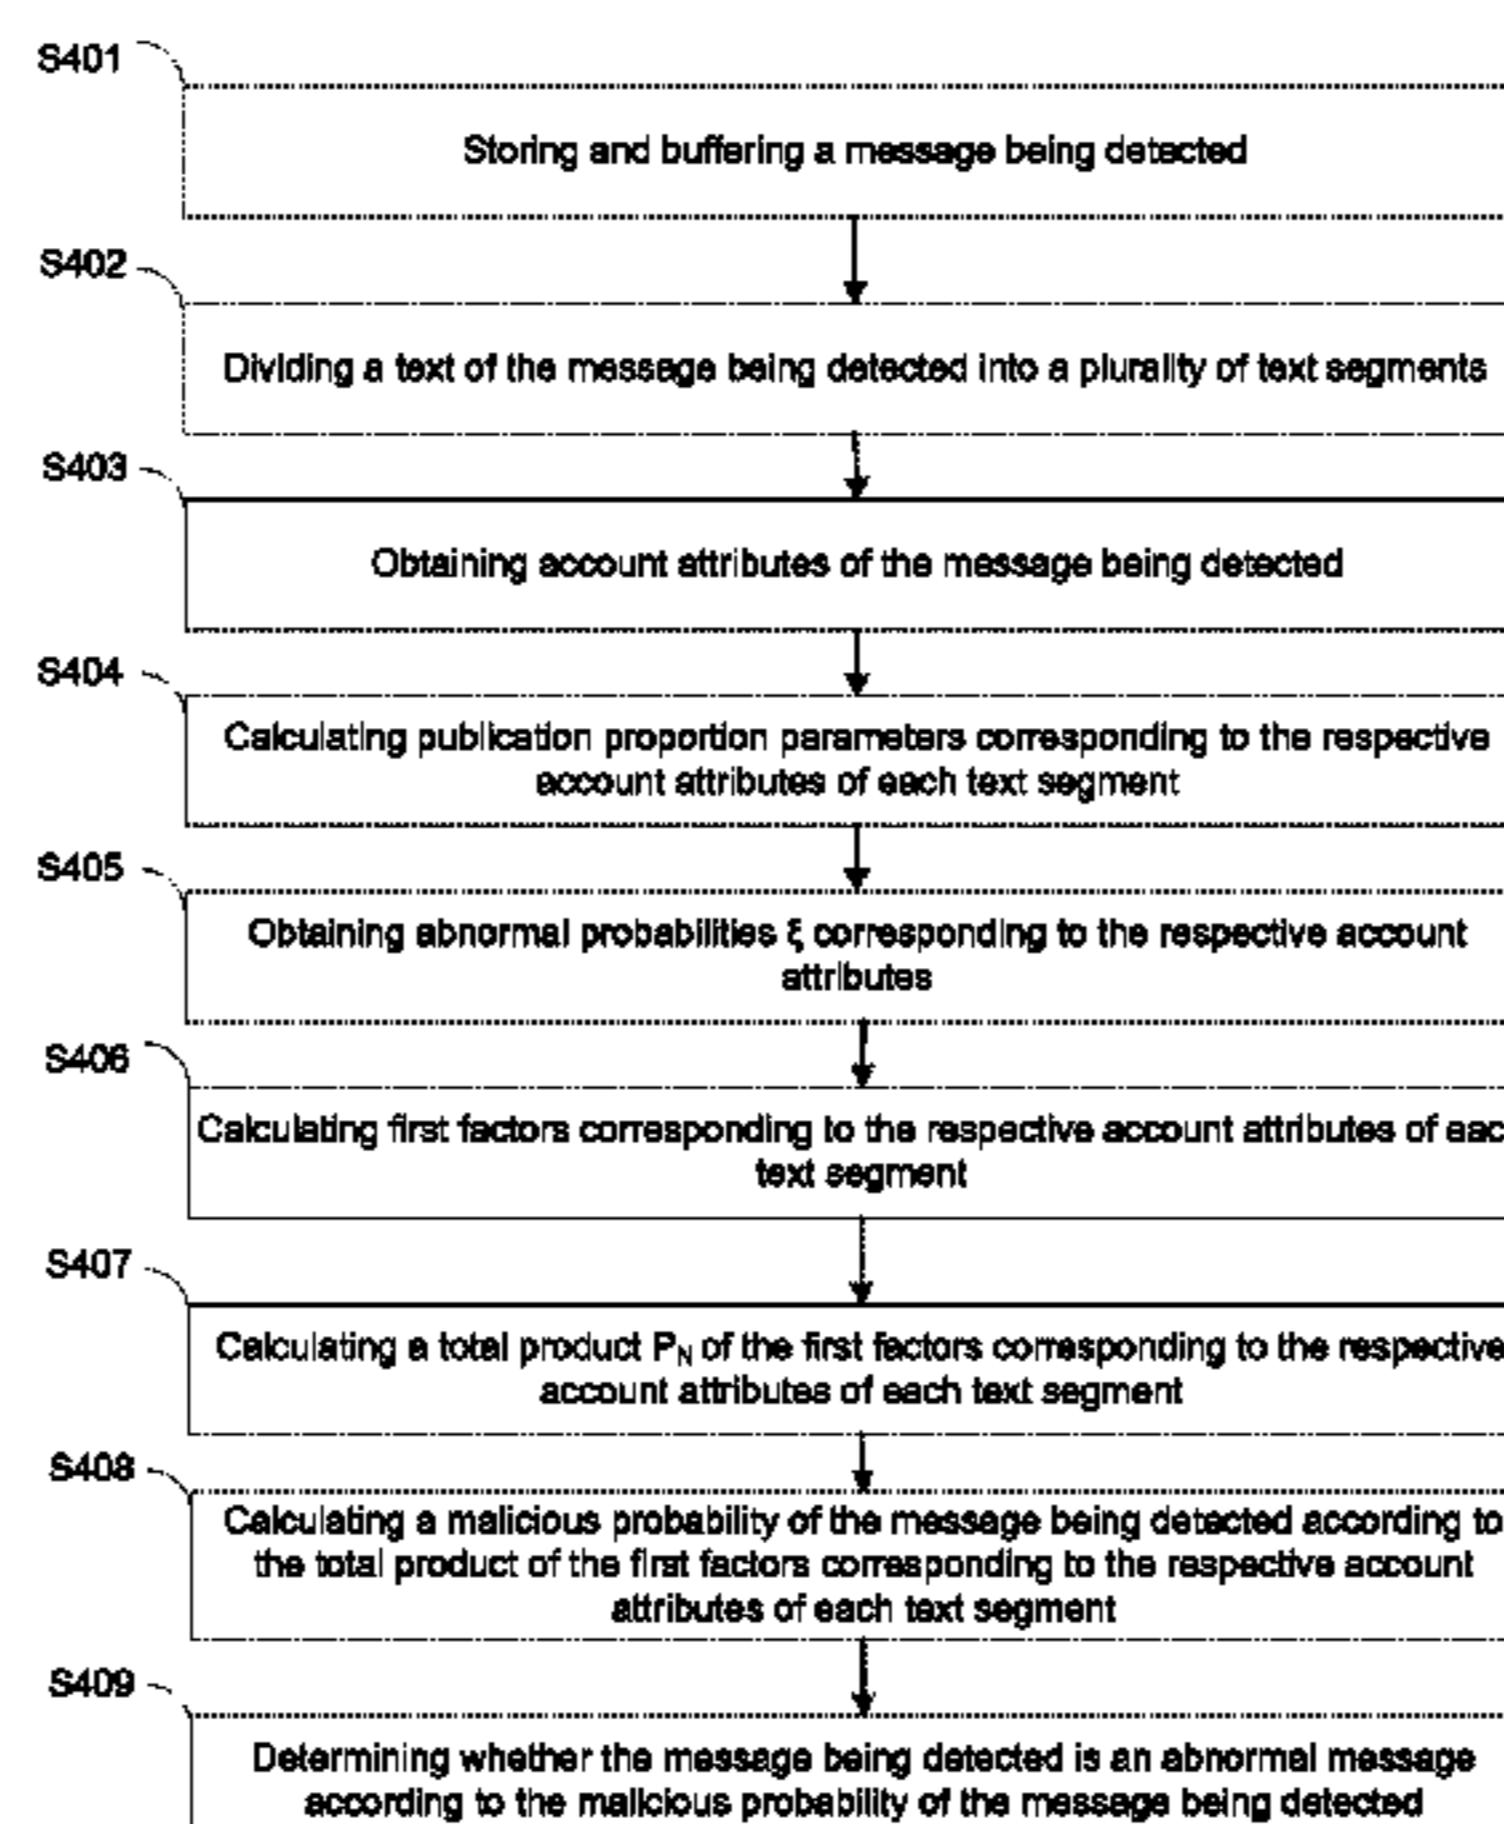 S401
Storing and buffering a message being detected
S402
Dividing a text of the message being detected into a plurality of text segments
S403
Obtaining account attributes of the message being detected
S404
Calculating publication proportion parameters corresponding to the respective
account attributes of each text segment
S405
Obtaining abnormal probabilities ξ corresponding to the respective account
attributes
S406
Calculating first factors corresponding to the respective account attributes of eac
text segment
S407
Calculating a total product PN of the first factors corresponding to the respective
account attributes of each text segment
S408
Calculating a malicious probability of the message being detected according to
the total product of the first factors corresponding to the respective account
attributes of each text segment
S409
Determining whether the message being detected is an abnormal message
according to the malicious probability of the message being detected